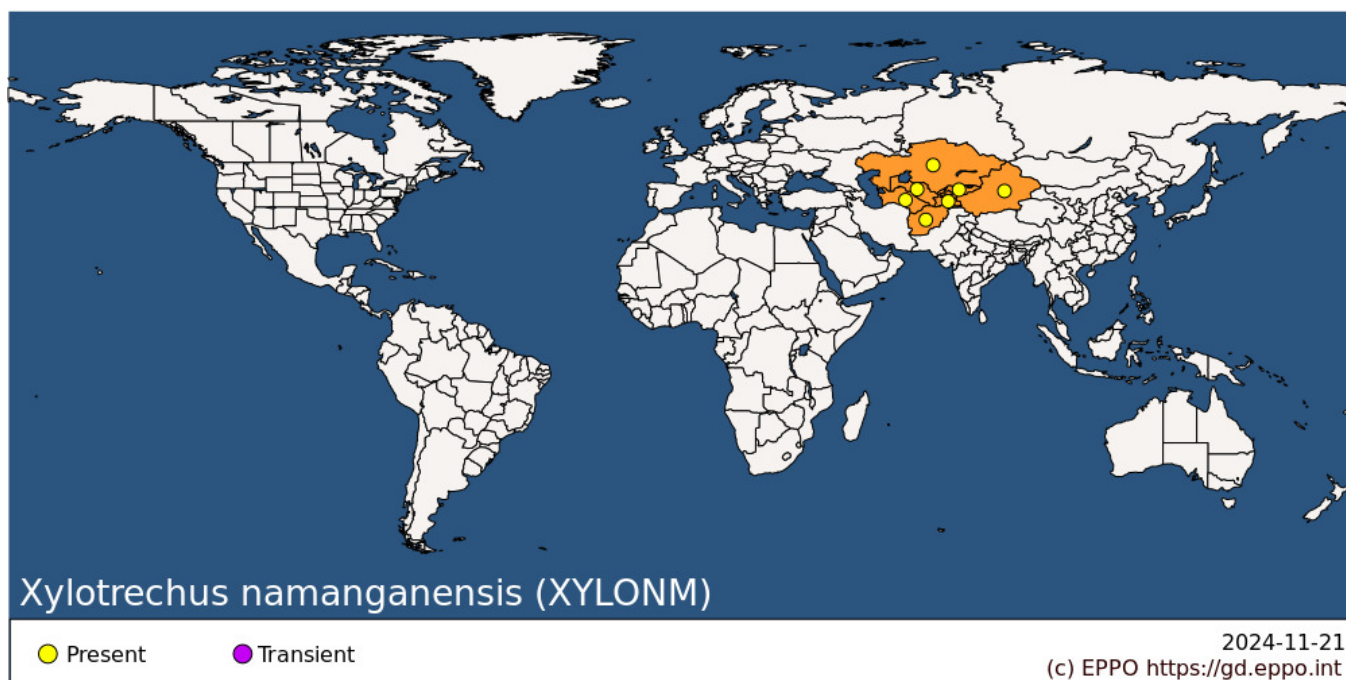 Xylotrechus namanganensis (XYLONM)
Present
Transient
2024-11-21
(c) EPPO https://gd.eppo.int